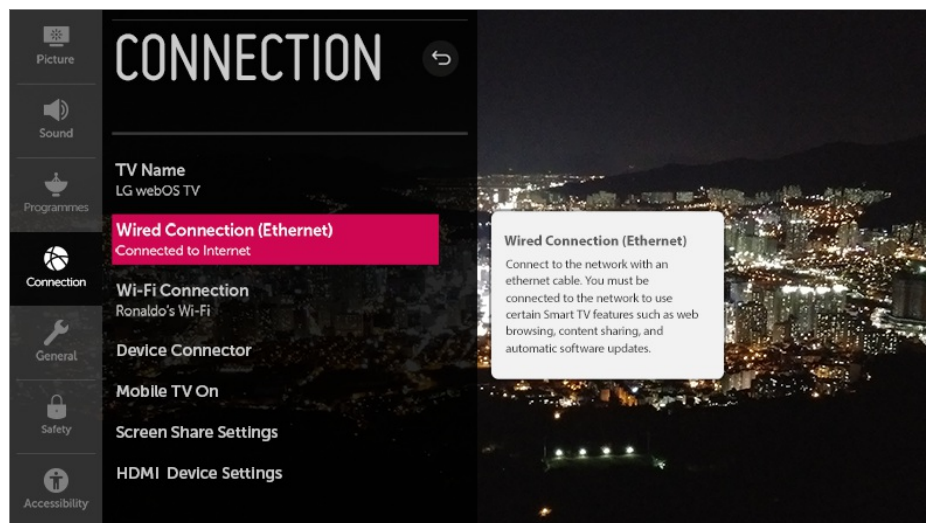 Picture
Sound
Programmes
Connection
General
Safety
Accessibility
CONNECTION
TV Name
LG webOS TV
Wired Connection (Ethernet)
Connected to Internet
Wi-Fi Connection
Ronaldo's Wi-Fi
Device Connector
Mobile TV On
Screen Share Settings
HDMI Device Settings
Wired Connection (Ethernet)
Connect to the network with an
ethernet cable. You must be
connected to the network to use
certain Smart TV features such as web
browsing, content sharing, and
automatic software updates.